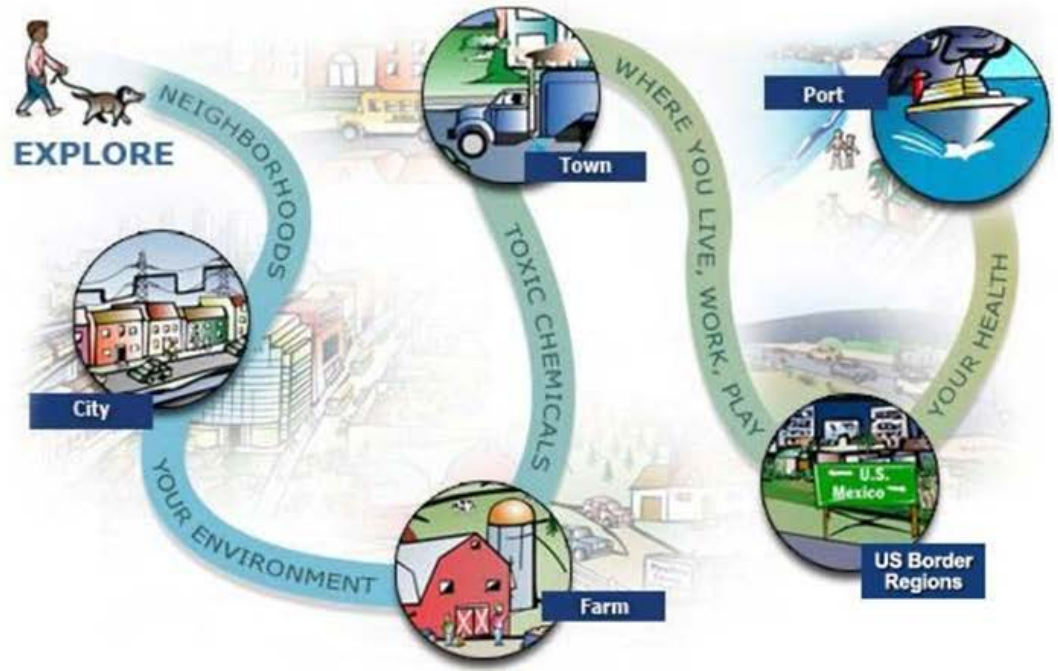 EXPLORE
NEIGHBORHOODS
City
YOUR ENVIRONMENT
Farm
TOXIC CHEMICALS
Town
WHERE YOU LIVE, WORK, PLAY
U.S.
Mexico
US Border
Regions
YOUR HEALTH
Port